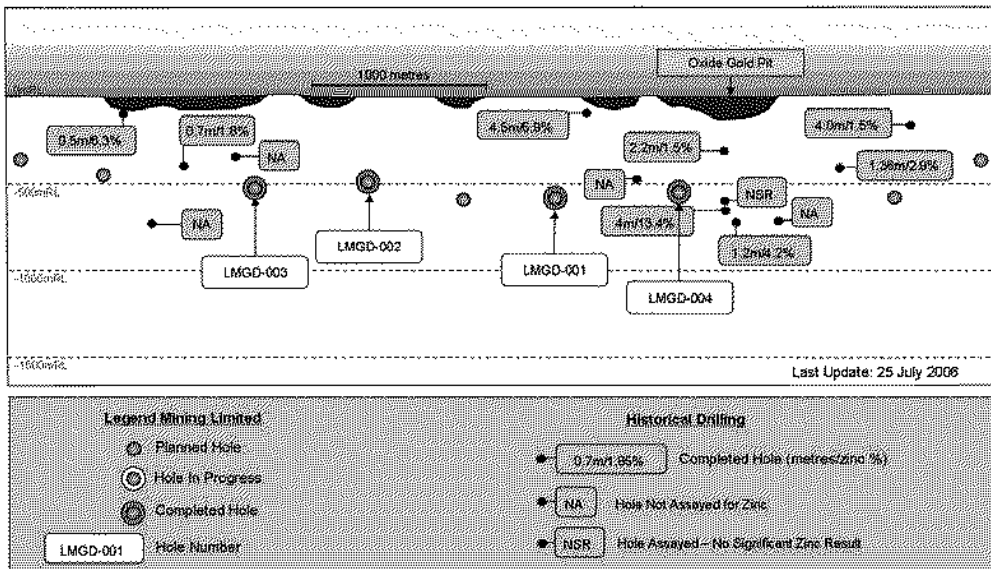 Oxide Gold Pit
1000 metres
0.5m/6.3%
0.7m/1.8%
NA
4.6m/6.9%
2.2m/1.5%
4.0m/1.5%
1.36m/2.9%
-500mRL
NA
NSR
NA
NA
4m/13.4%
1.2m/4.2%
LMGD-002
LMGD-003
LMGD-001
LMGD-004
-1000mRL
-1500mRL
Last Update: 25 July 2006
Legend Mining Limited
Planned Hole
Hole In Progress
Completed Hole
LMGD-001 Hole Number
Historical Drilling
0.7m/1.85% Completed Hole (metres/zinc %)
NA Hole Not Assayed for Zinc
NSR Hole Assayed – No Significant Zinc Result